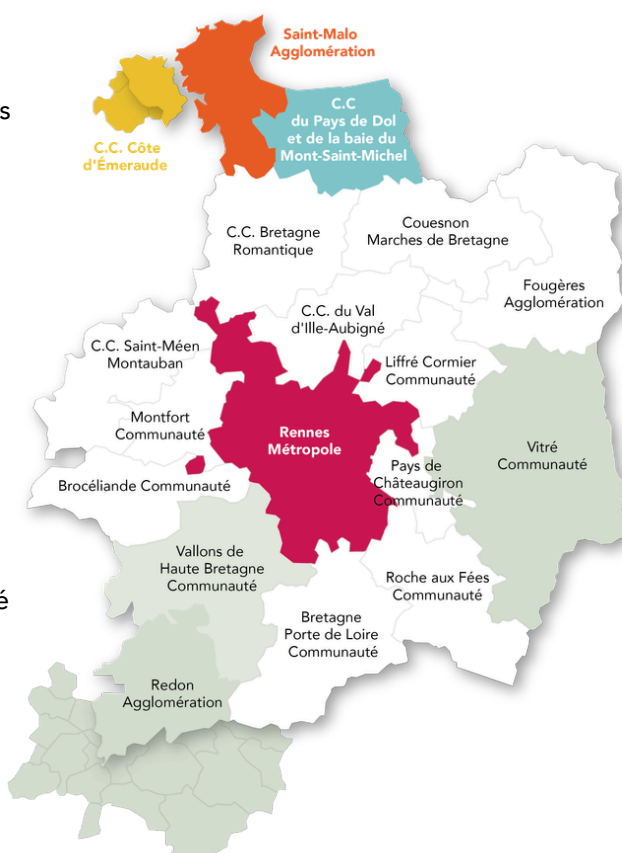 Saint-Malo
Agglomération
s
C.C
du Pays de Dol
et de la baie du
Mont-Saint-Michel
C.C. Côte
d'Émeraude
C.C. Bretagne
Romantique
Couesnon
Marches de Bretagne
Fougères
Agglomération
C.C. du Val
d'Ille-Aubigné
C.C. Saint-Méen
Montauban
Liffré Cormier
Communauté
Montfort
Communauté
Rennes
Métropole
Vitré
Communauté
Pays de
Châteaugiron
Communauté
Brocéliande Communauté
Vallons de
Haute Bretagne
Communauté
Roche aux Fées
Communauté
é
Bretagne
Porte de Loire
Communauté
Redon
Agglomération